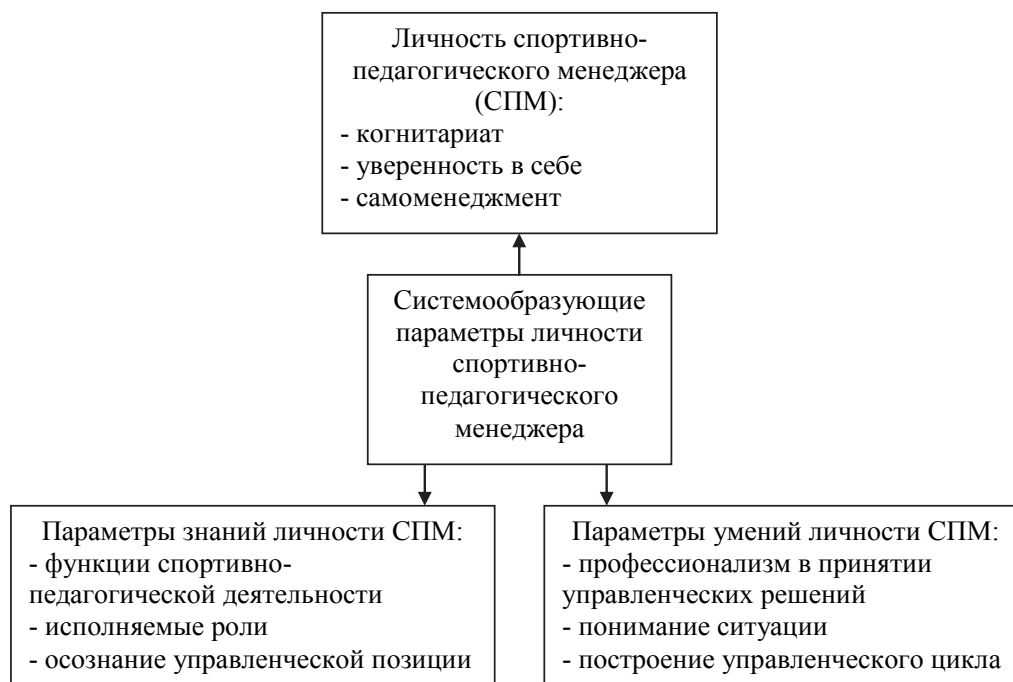 Личность спортивно-
педагогического менеджера
(СПМ):
- когнитариат
- уверенность в себе
- самоменеджмент
Системообразующие
параметры личности
спортивно-
педагогического
менеджера
Параметры знаний личности СПМ:
- функции спортивно-
педагогической деятельности
- исполняемые роли
- осознание управленческой позиции
Параметры умений личности СПМ:
- профессионализм в принятии
управленческих решений
- понимание ситуации
- построение управленческого цикла